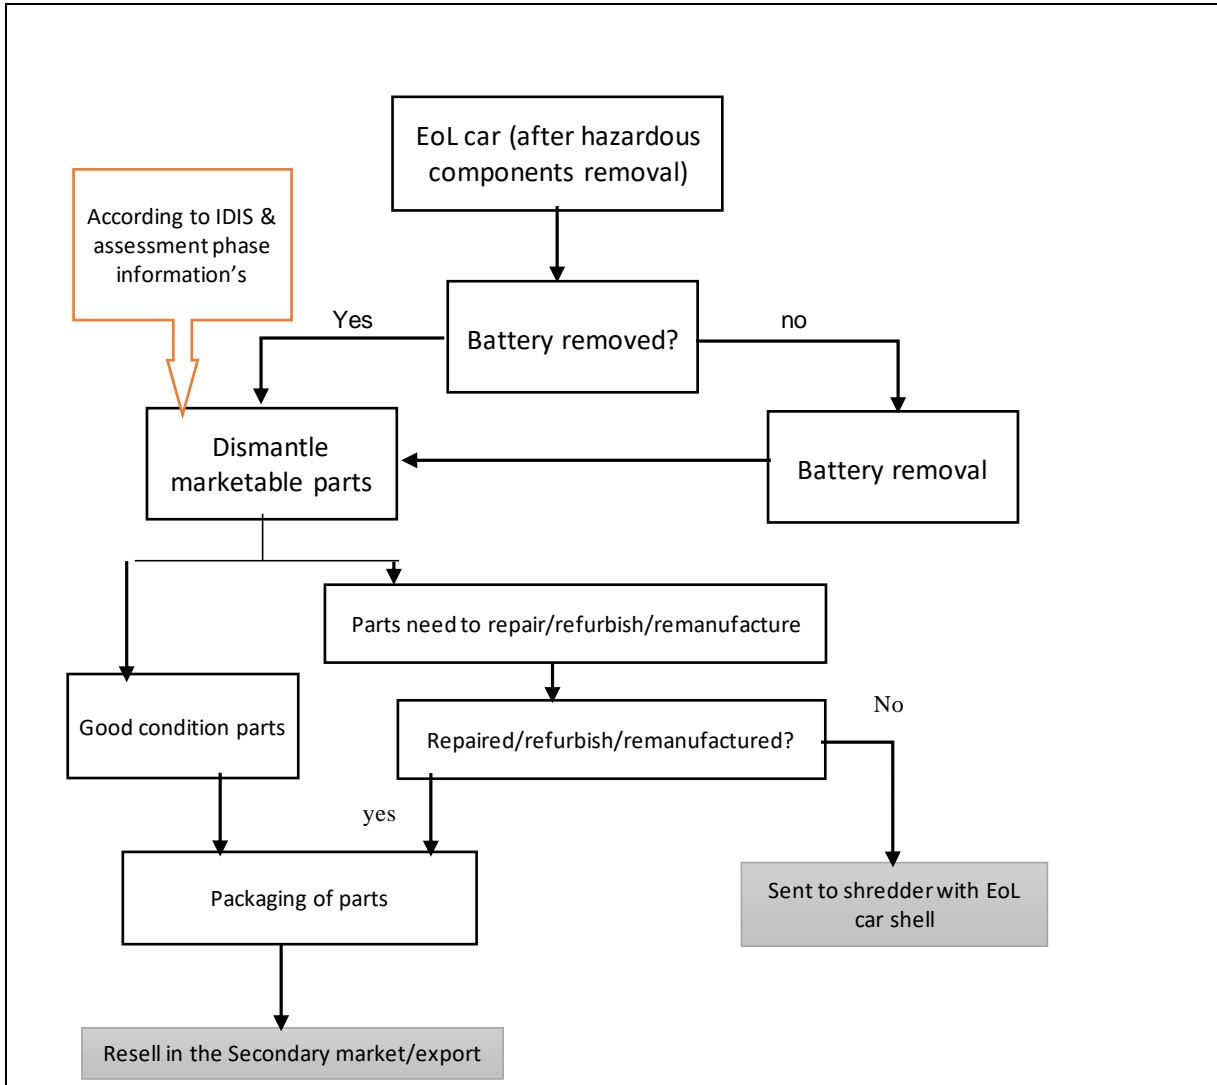 EoL car (after hazardous
components removal)
According to IDIS &
assessment phase
information's
Yes
Battery removed?
no
Dismantle
marketable parts
Battery removal
Parts need to repair/refurbish/remanufacture
Good condition parts
Repaired/refurbish/remanufactured?
No
yes
Packaging of parts
Sent to shredder with EoL
car shell
Resell in the Secondary market/export